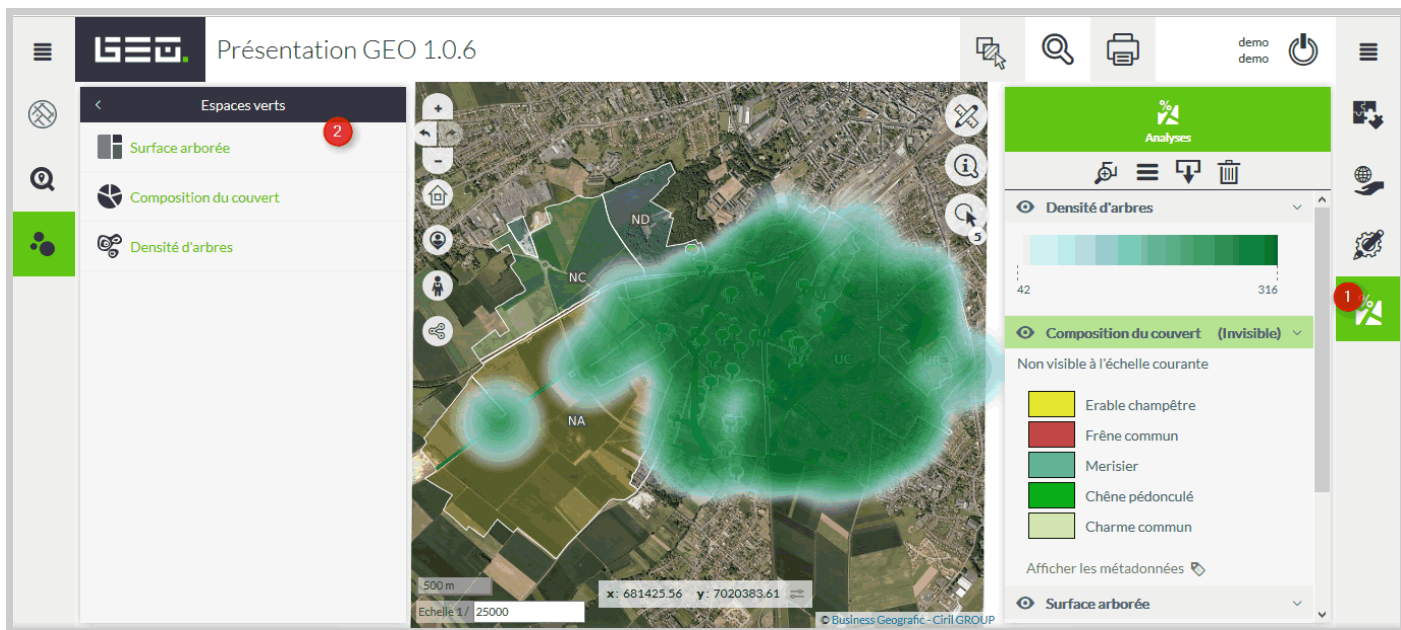 GEO.
Présentation GEO 1.0.6
demo
demo
Espaces verts
2
Surface arborée
Composition du couvert
Densité d'arbres
+
-
ND
NC
NA
UC
5
500 m
Echelle 1 / 25000
x: 681425.56 y: 7020383.61
© Business Geografic - Ciril GROUP
%
Analyses
Densité d'arbres
42
316
Composition du couvert (Invisible)
Non visible à l'échelle courante
Erable champêtre
Frêne commun
Merisier
Chêne pédonculé
Charme commun
Afficher les métadonnées
Surface arborée
1
%